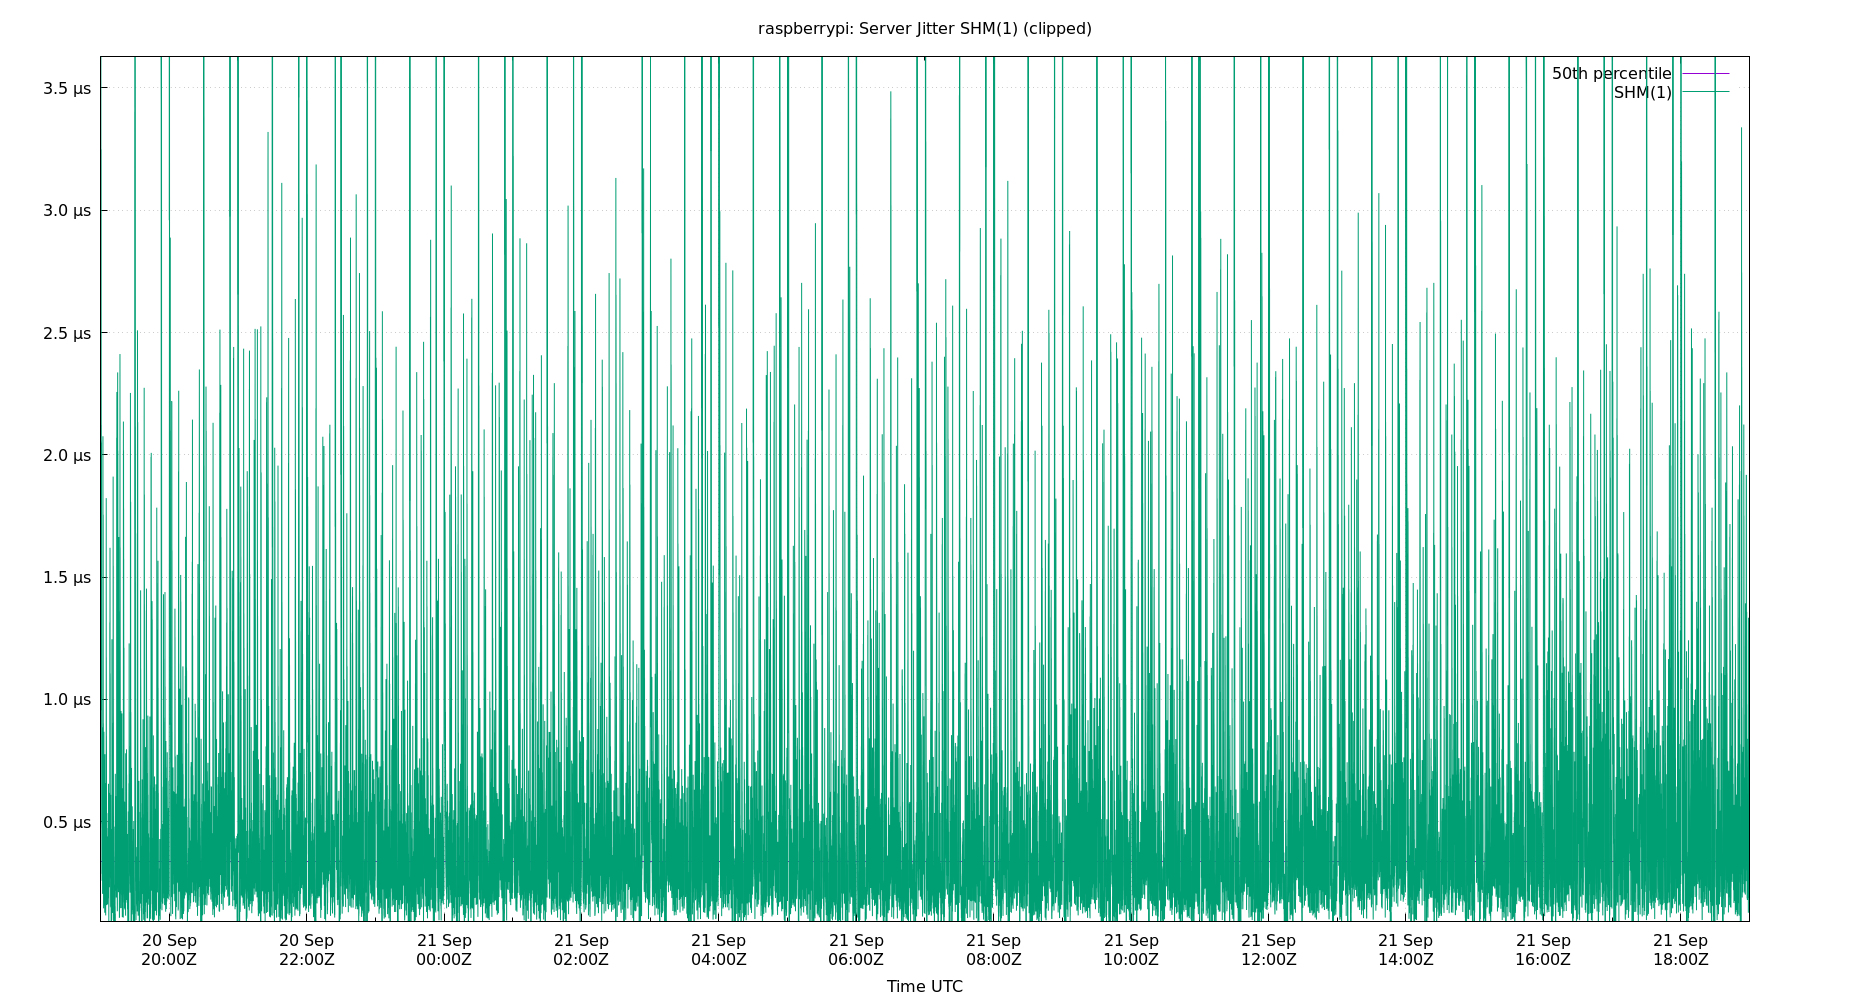 raspberrypi: Server Jitter SHM(1) (clipped)
50th percentile
SHM(1)
3.5 μs
3.0 μs
2.5 μs
2.0 μs
1.5 μs
1.0 μs
0.5 μs
20 Sep 20 Sep 21 Sep 21 Sep 21 Sep 21 Sep 21 Sep 21 Sep 21 Sep 21 Sep 21 Sep 21 Sep
20:00Z 22:00Z 00:00Z 02:00Z 04:00Z 06:00Z 08:00Z 10:00Z 12:00Z 14:00Z 16:00Z 18:00Z
Time UTC